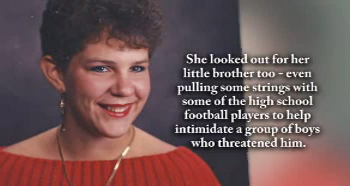 She looked out for her
little brother too - even
pulling some strings with
some of the high school
football players to help
intimidate a group of boys
who threatened him.